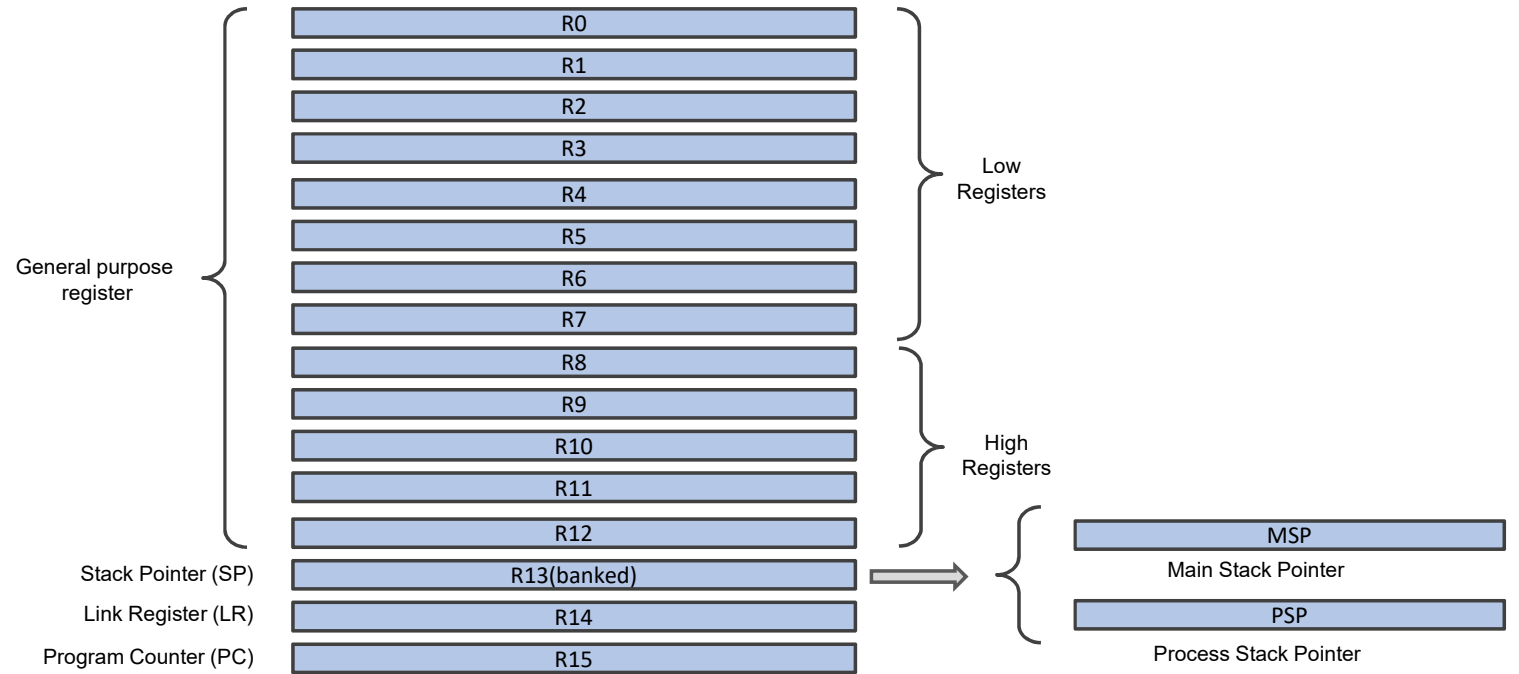 R0
R1
R2
R3
R4
R5
R6
R7
R8
R9
R10
R11
R12
R13(banked)
R14
R15
General purpose
register
Stack Pointer (SP)
Link Register (LR)
Program Counter (PC)
Low
Registers
High
Registers
MSP
Main Stack Pointer
PSP
Process Stack Pointer